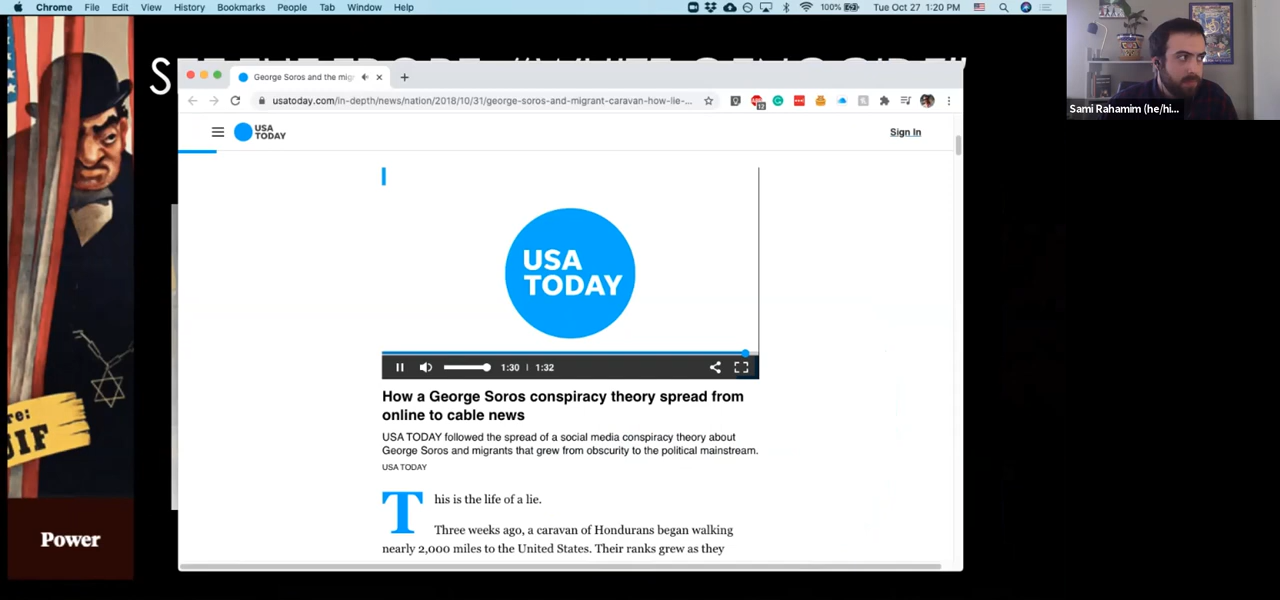 Chrome File Edit View History Bookmarks People Tab Window Help
100% Tue Oct 27 1:20 PM
George Soros and the mig
usatoday.com/in-depth/news/nation/2018/10/31/george-soros-and-migrant-caravan-how-lie-...
USA
TODAY
Sign In
USA
TODAY
1:30 | 1:32
How a George Soros conspiracy theory spread from
online to cable news
USA TODAY followed the spread of a social media conspiracy theory about
George Soros and migrants that grew from obscurity to the political mainstream.
USA TODAY
This is the life of a lie.
Three weeks ago, a caravan of Hondurans began walking
nearly 2,000 miles to the United States. Their ranks grew as they
Power
Sami Rahamim (he/hi...